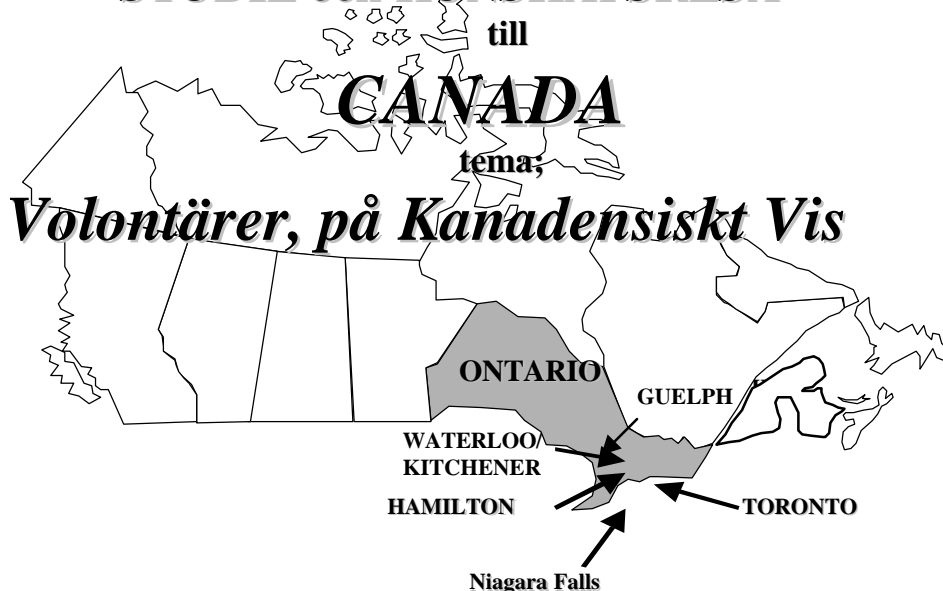 till
CANADA
tema;
Volontärer, på Kanadensiskt Vis
ONTARIO
GUELPH
WATERLOO/
KITCHENER
HAMILTON
TORONTO
Niagara Falls